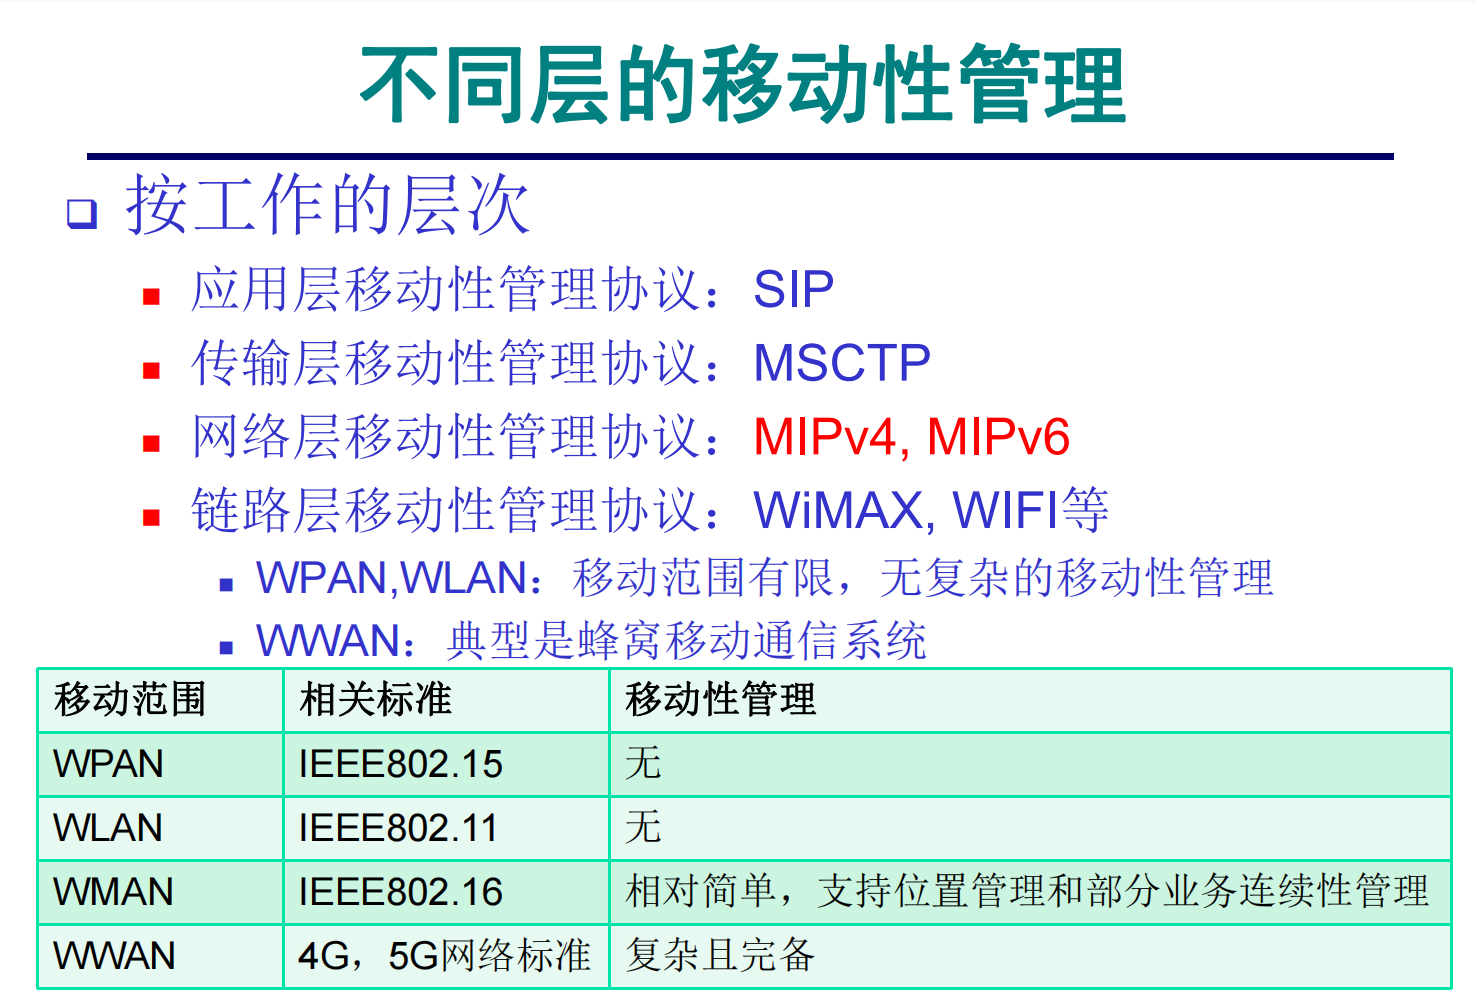 不同层的移动性管理
按工作的层次
应用层移动性管理协议：SIP
传输层移动性管理协议：MSCTP
网络层移动性管理协议：MIPv4, MIPv6
链路层移动性管理协议：WiMAX, WIFI等
WPAN,WLAN：移动范围有限，无复杂的移动性管理
WWAN：典型是蜂窝移动通信系统
移动范围 相关标准 移动性管理
WPAN IEEE802.15 无
WLAN IEEE802.11 无
WMAN IEEE802.16 相对简单，支持位置管理和部分业务连续性管理
WWAN 4G，5G网络标准 复杂且完备